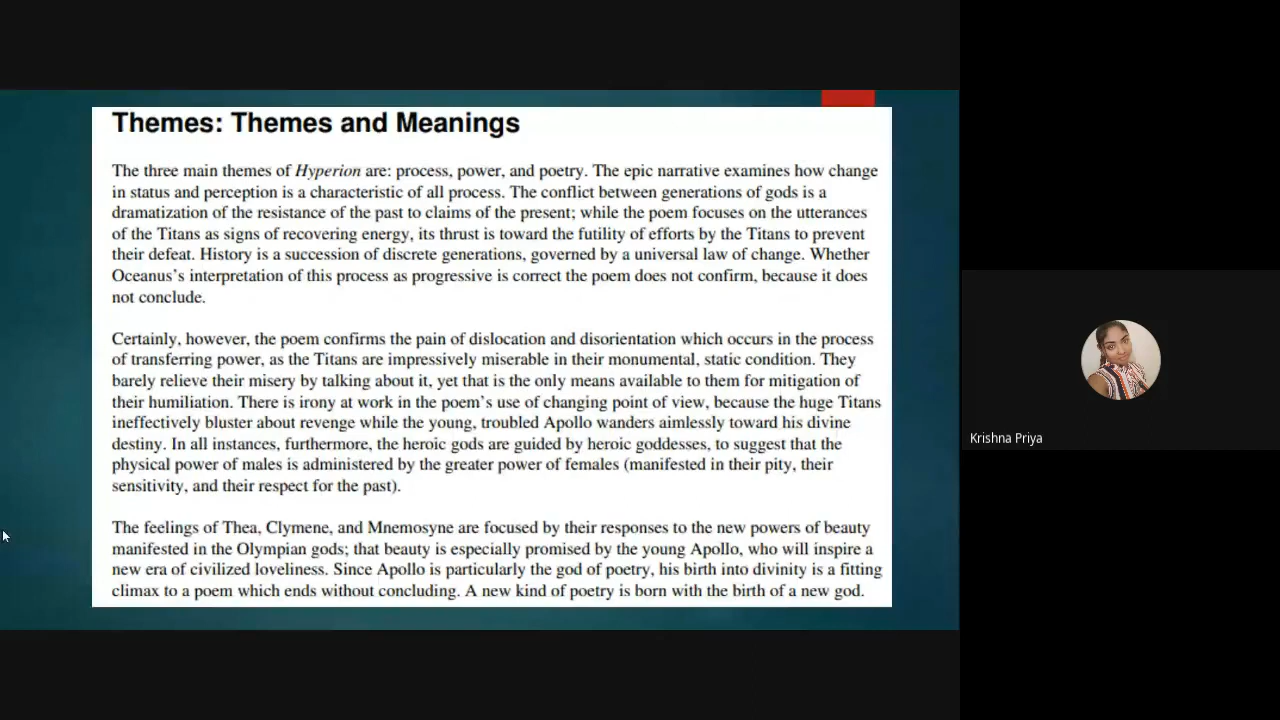 Themes: Themes and Meanings
The three main themes of Hyperion are: process, power, and poetry. The epic narrative examines how change
in status and perception is a characteristic of all process. The conflict between generations of gods is a
dramatization of the resistance of the past to claims of the present; while the poem focuses on the utterances
of the Titans as signs of recovering energy, its thrust is toward the futility of efforts by the Titans to prevent
their defeat. History is a succession of discrete generations, governed by a universal law of change. Whether
Oceanus's interpretation of this process as progressive is correct the poem does not confirm, because it does
not conclude.
Certainly, however, the poem confirms the pain of dislocation and disorientation which occurs in the process
of transferring power, as the Titans are impressively miserable in their monumental, static condition. They
barely relieve their misery by talking about it, yet that is the only means available to them for mitigation of
their humiliation. There is irony at work in the poem's use of changing point of view, because the huge Titans
ineffectively bluster about revenge while the young, troubled Apollo wanders aimlessly toward his divine
destiny. In all instances, furthermore, the heroic gods are guided by heroic goddesses, to suggest that the
physical power of males is administered by the greater power of females (manifested in their pity, their
sensitivity, and their respect for the past).
The feelings of Thea, Clymene, and Mnemosyne are focused by their responses to the new powers of beauty
manifested in the Olympian gods; that beauty is especially promised by the young Apollo, who will inspire a
new era of civilized loveliness. Since Apollo is particularly the god of poetry, his birth into divinity is a fitting
climax to a poem which ends without concluding. A new kind of poetry is born with the birth of a new god.
Krishna Priya